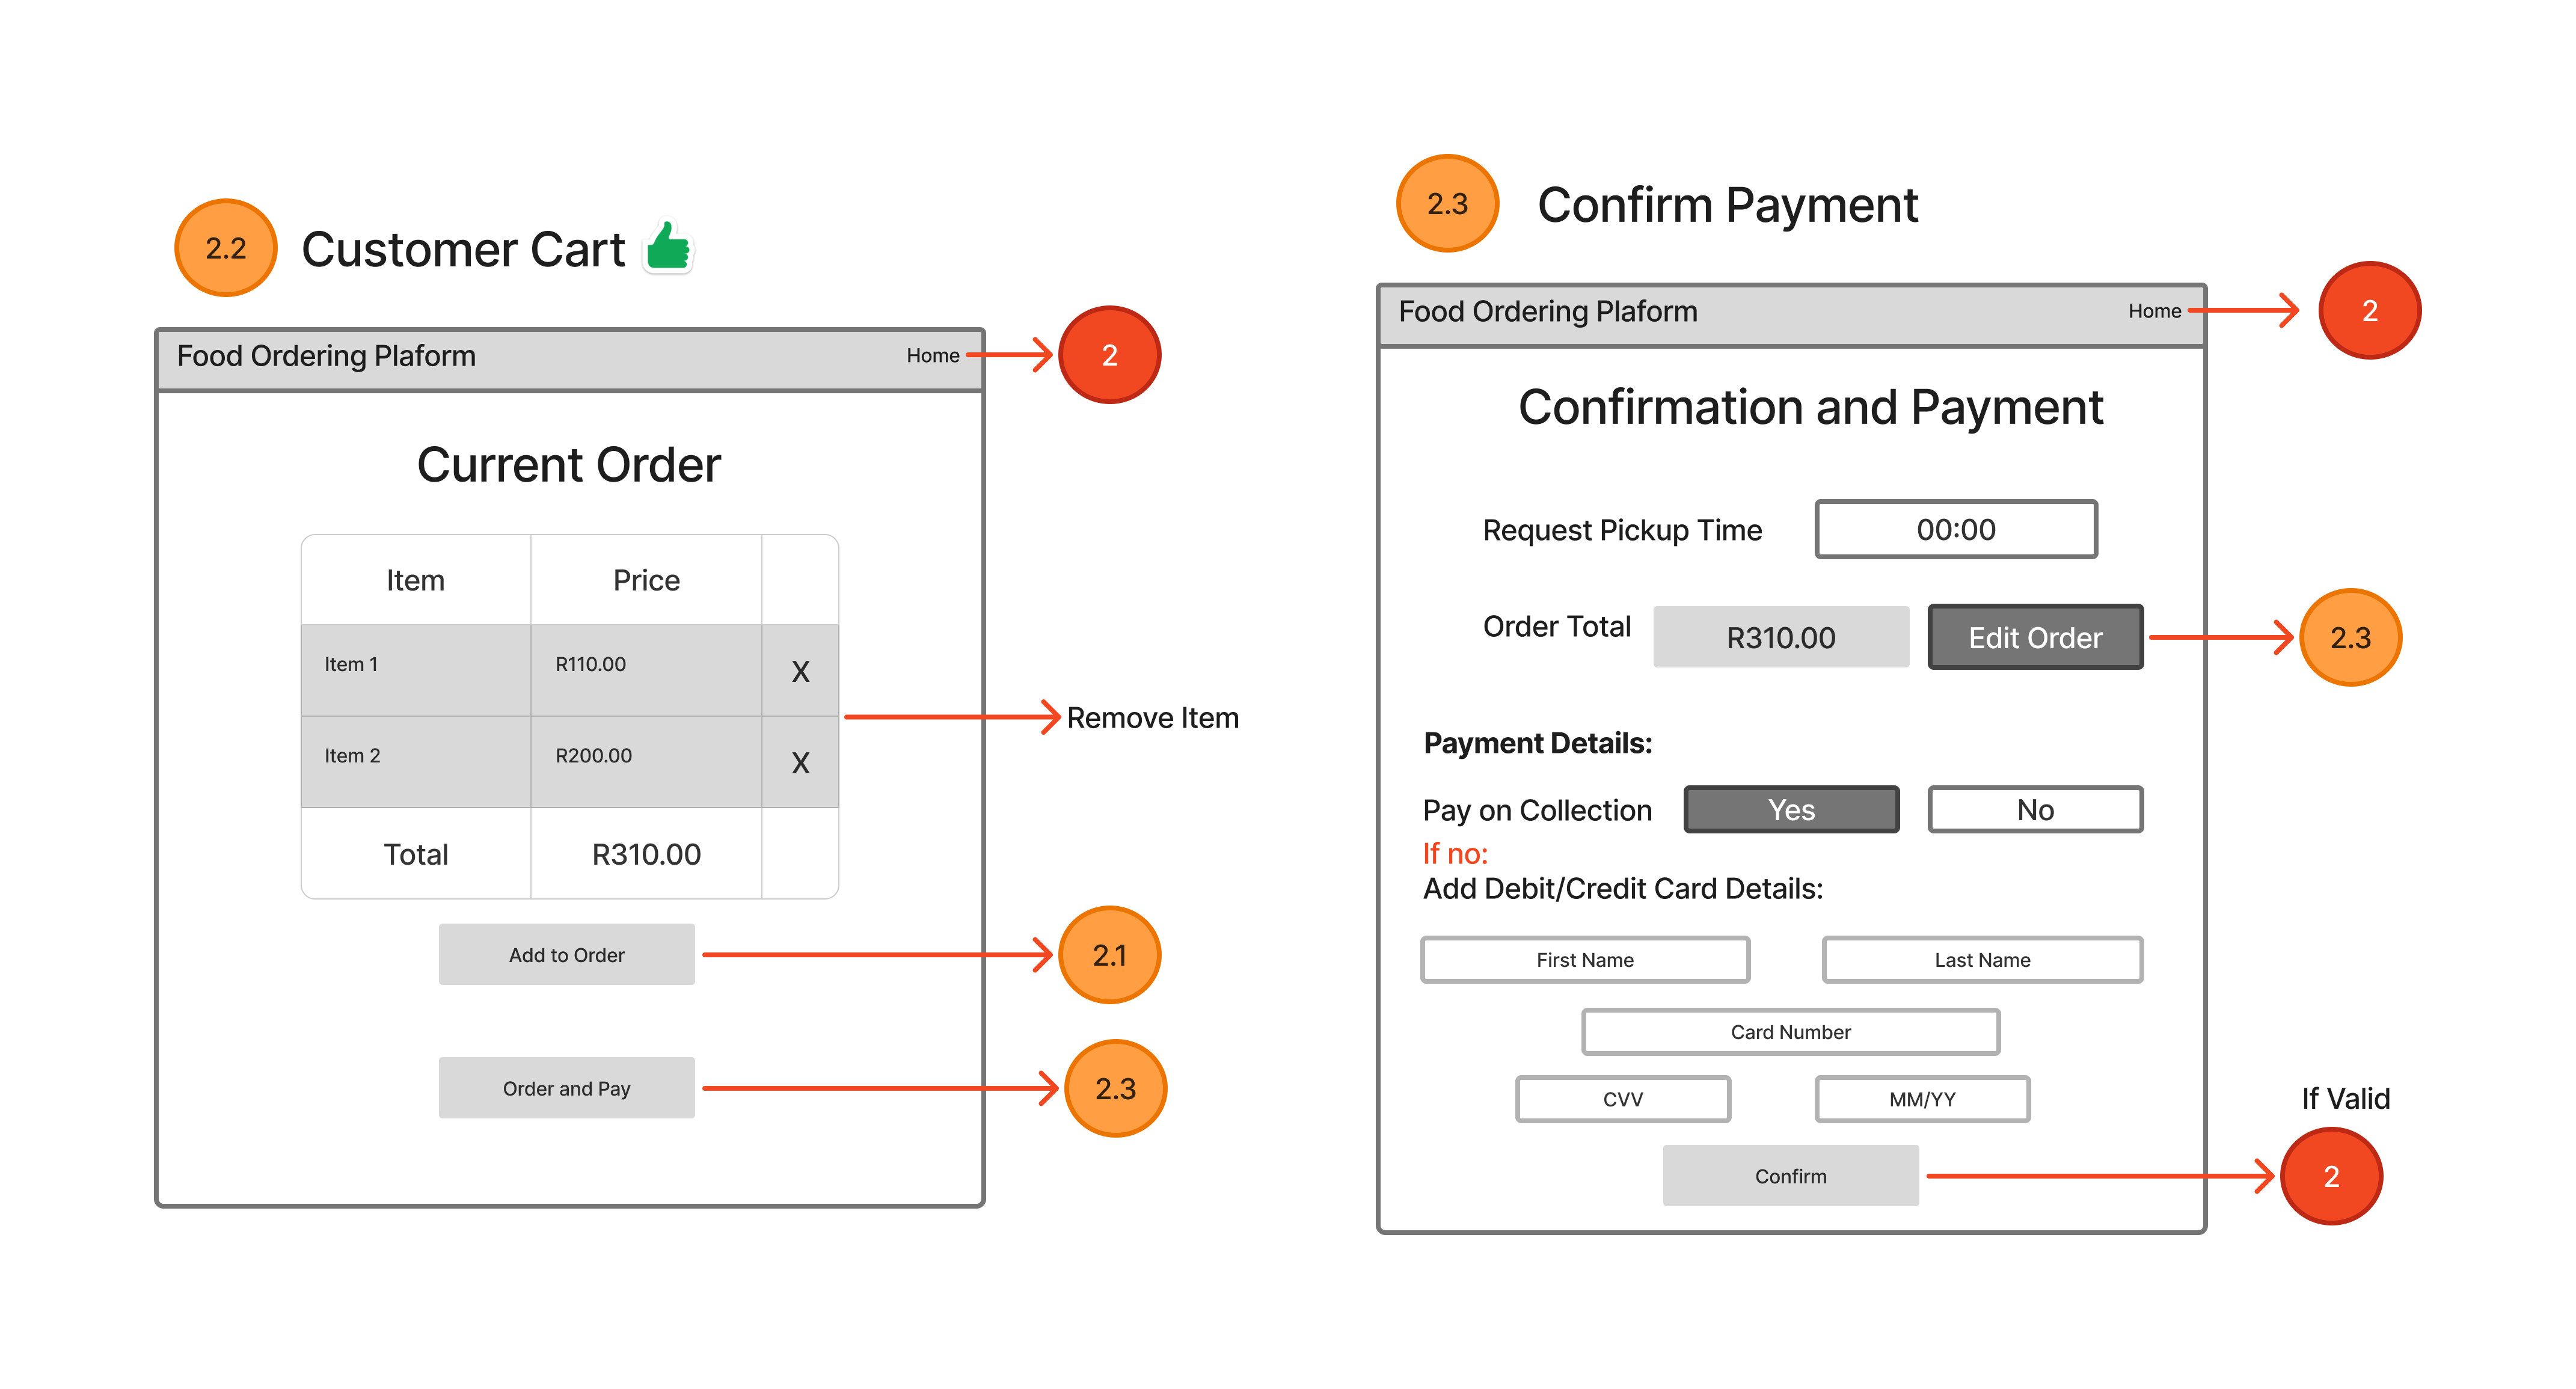 2.2
Customer Cart
Food Ordering Plaform
Home
2
Current Order
Item Price
Item 1 R110.00 X
Item 2 R200.00 X
Remove Item
Total R310.00
Add to Order
2.1
Order and Pay
2.3
2.3
Confirm Payment
Food Ordering Plaform
Home
2
Confirmation and Payment
Request Pickup Time 00:00
Order Total R310.00 Edit Order
2.3
Payment Details:
Pay on Collection Yes No
If no:
Add Debit/Credit Card Details:
First Name Last Name
Card Number
CVV MM/YY
If Valid
Confirm
2